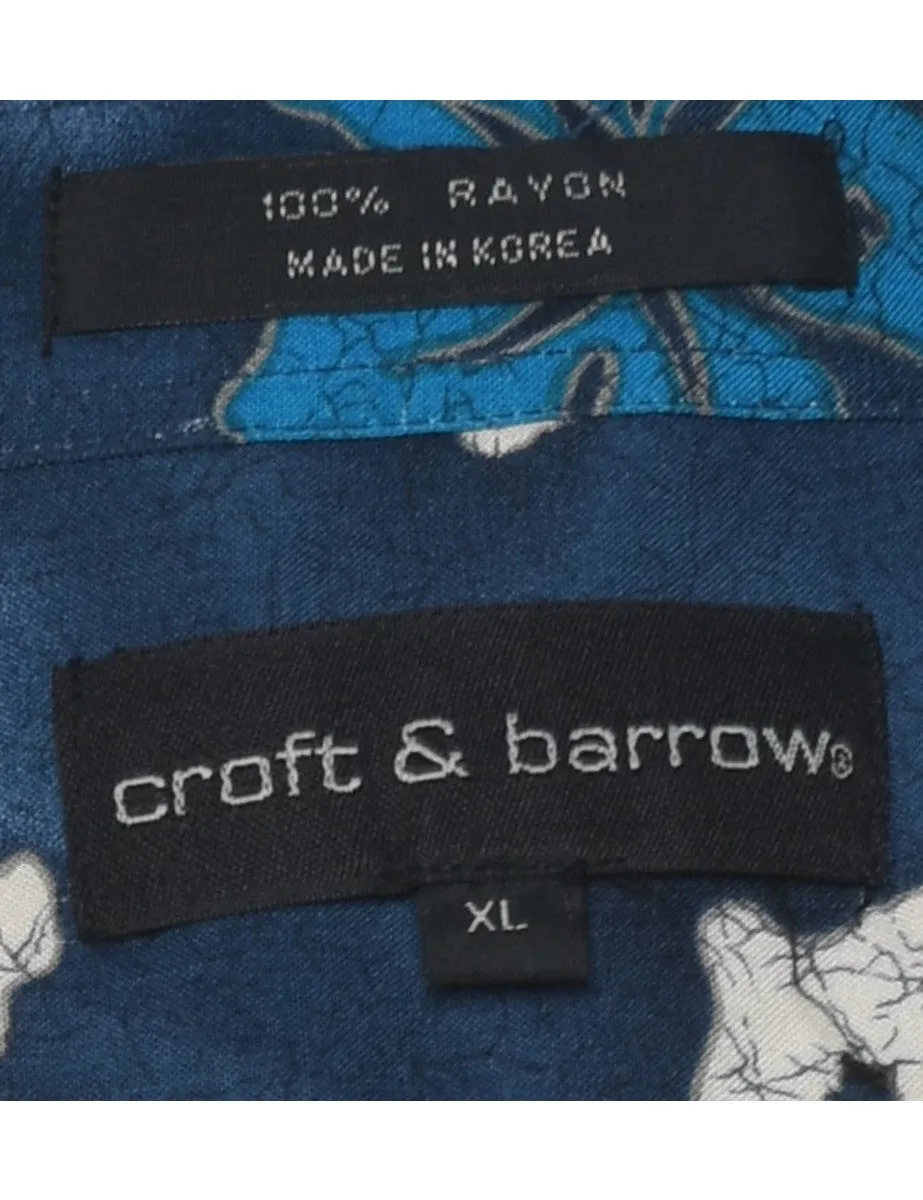 100% RAYON
MADE IN KOREA
croft & barrow®
XL